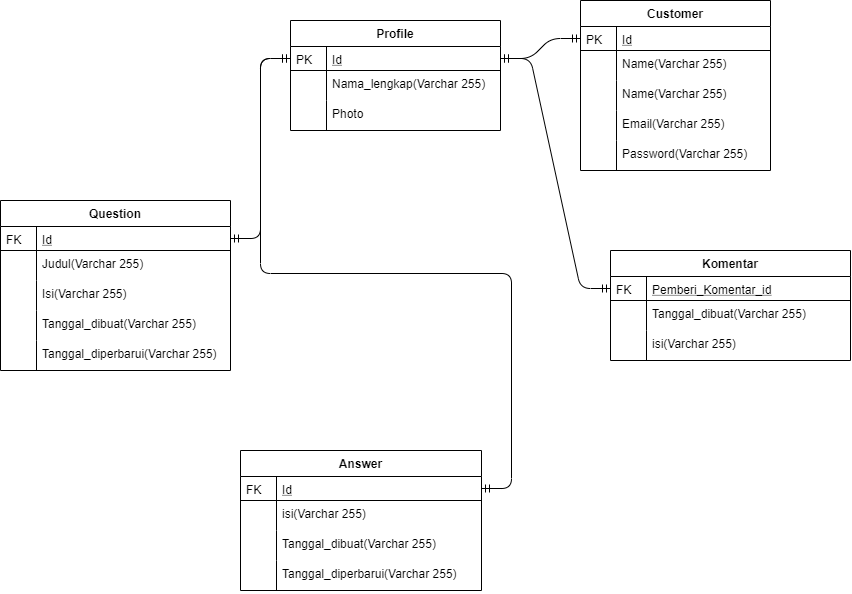 Profile
PK Id
Nama_lengkap(Varchar 255)
Photo
Customer
PK Id
Name(Varchar 255)
Name(Varchar 255)
Email(Varchar 255)
Password(Varchar 255)
Question
FK Id
Judul(Varchar 255)
Isi(Varchar 255)
Tanggal_dibuat(Varchar 255)
Tanggal_diperbarui(Varchar 255)
Komentar
FK Pemberi_Komentar_id
Tanggal_dibuat(Varchar 255)
isi(Varchar 255)
Answer
FK Id
isi(Varchar 255)
Tanggal_dibuat(Varchar 255)
Tanggal_diperbarui(Varchar 255)